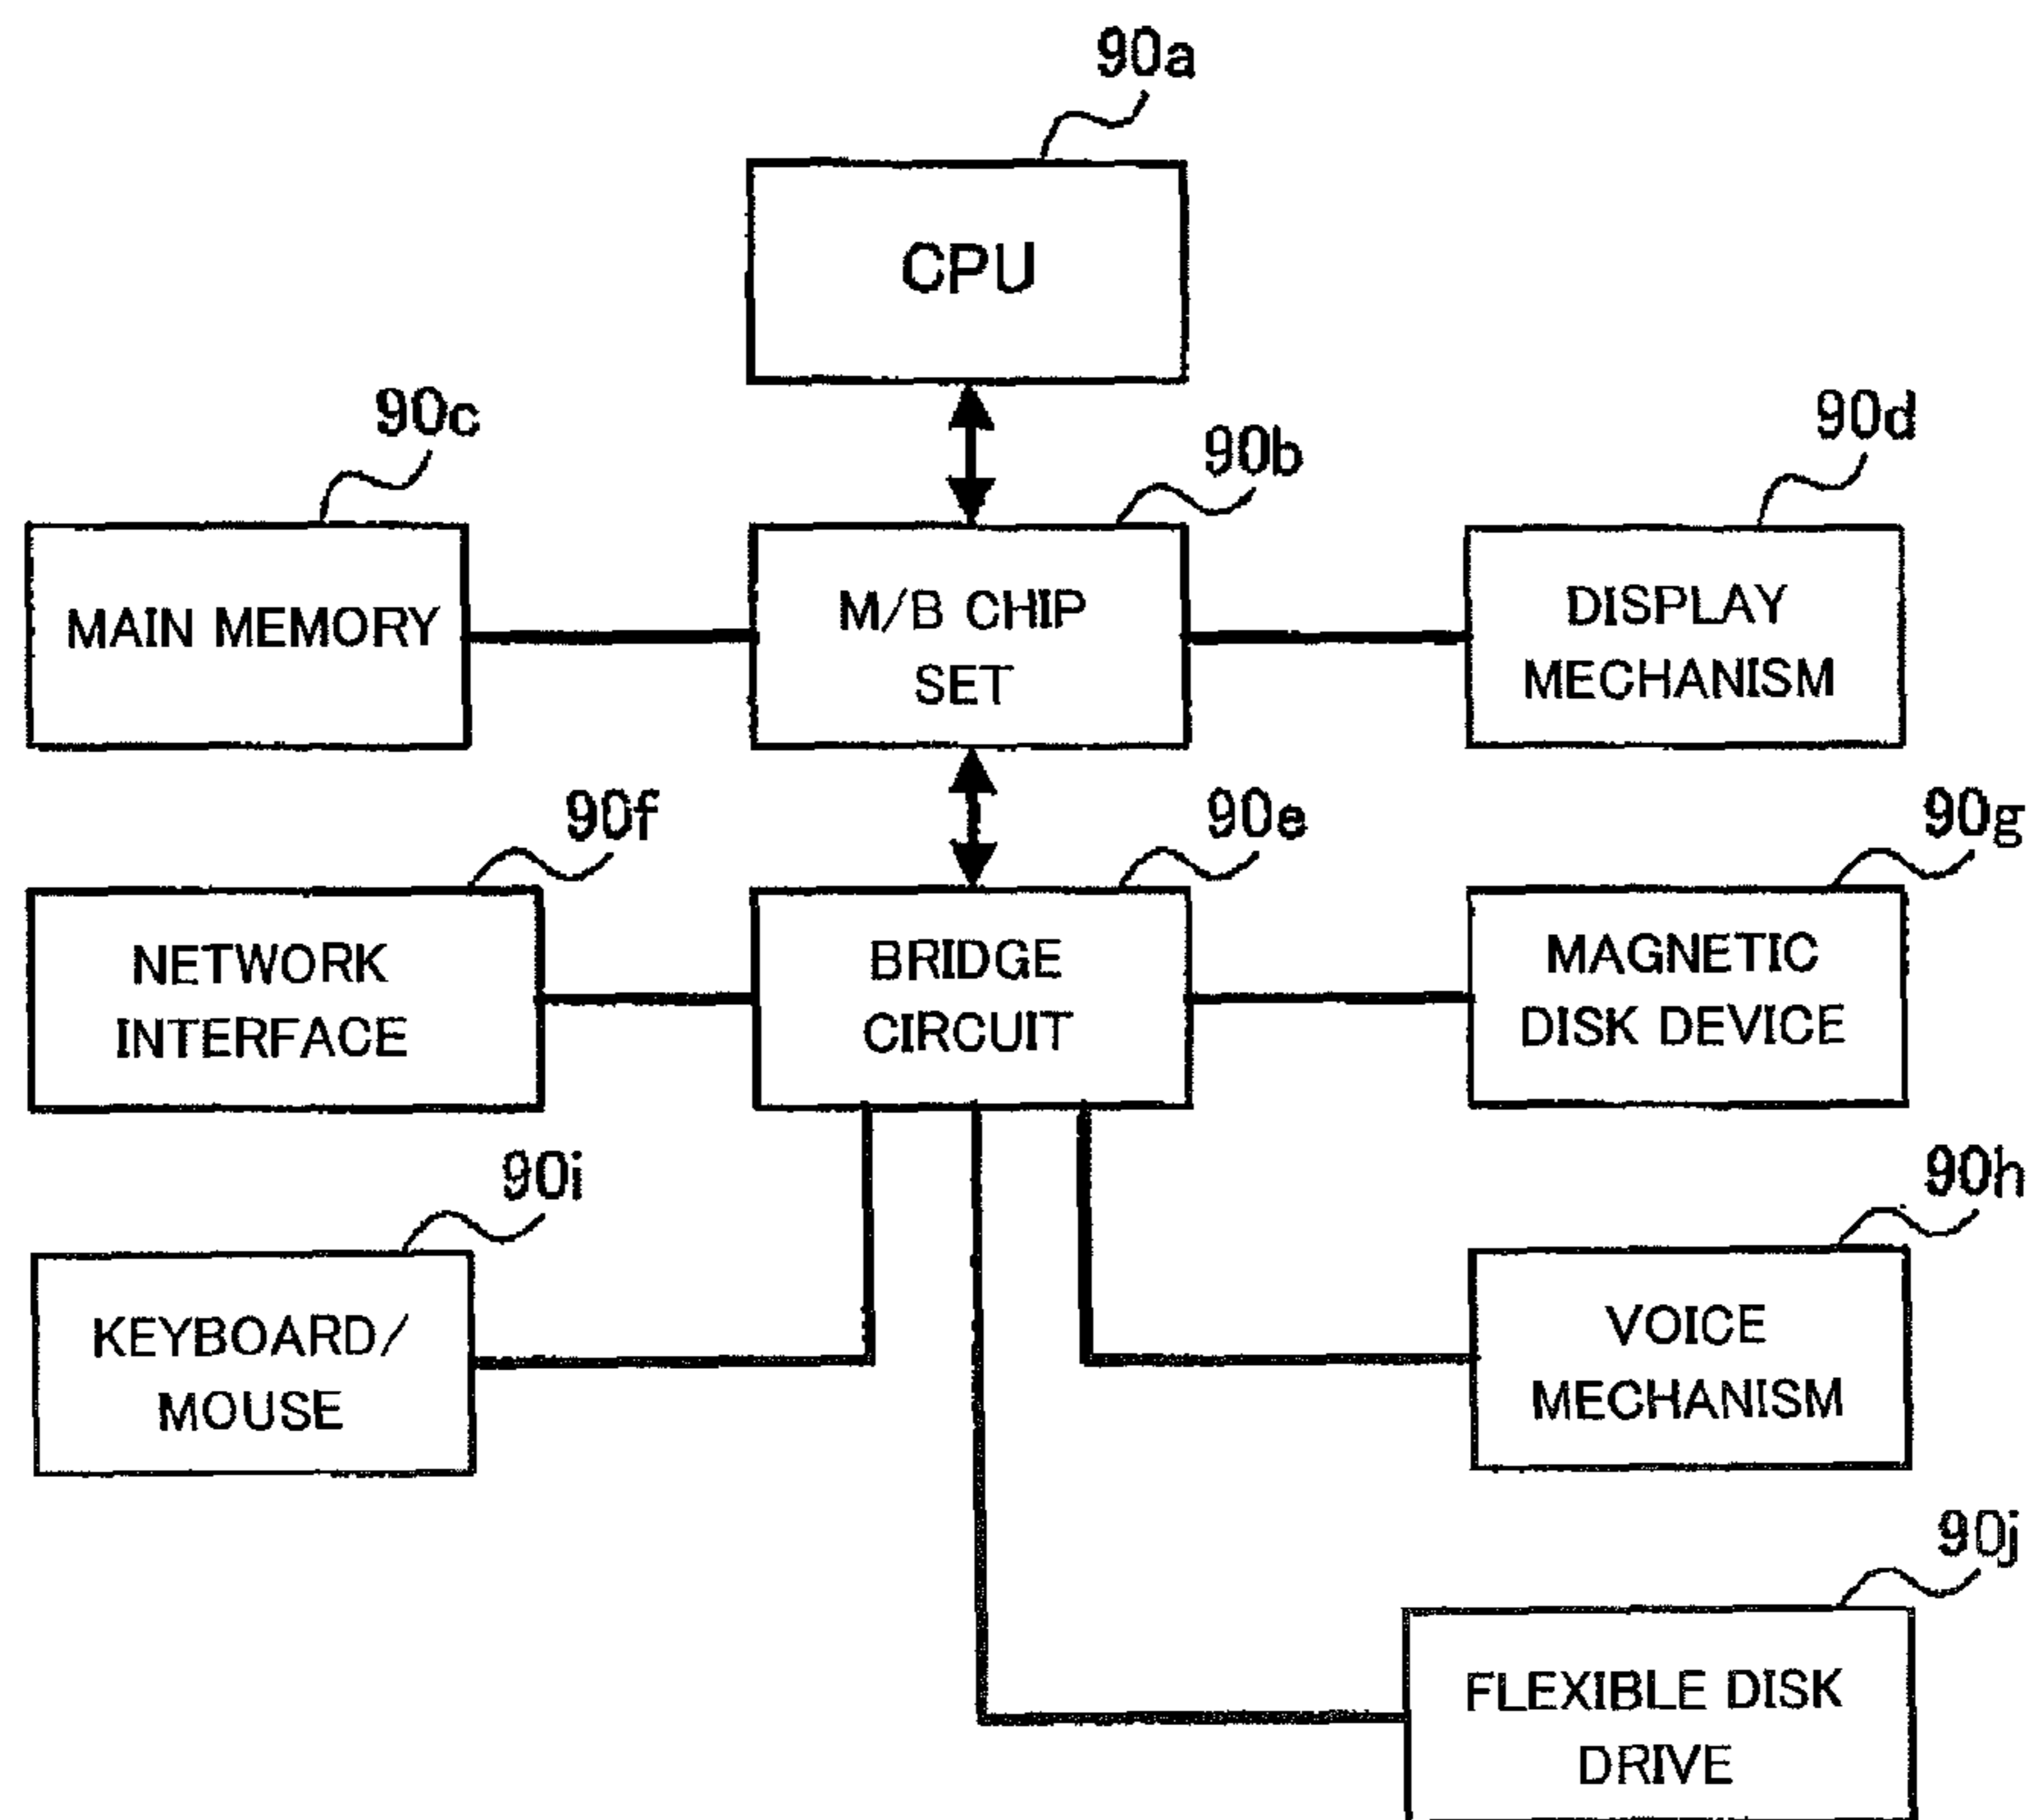 90a
CPU
90c
90b
90d
MAIN MEMORY
M/B CHIP
SET
DISPLAY
MECHANISM
90f
90e
90g
NETWORK
INTERFACE
BRIDGE
CIRCUIT
MAGNETIC
DISK DEVICE
90i
90h
KEYBOARD/
MOUSE
VOICE
MECHANISM
90j
FLEXIBLE DISK
DRIVE